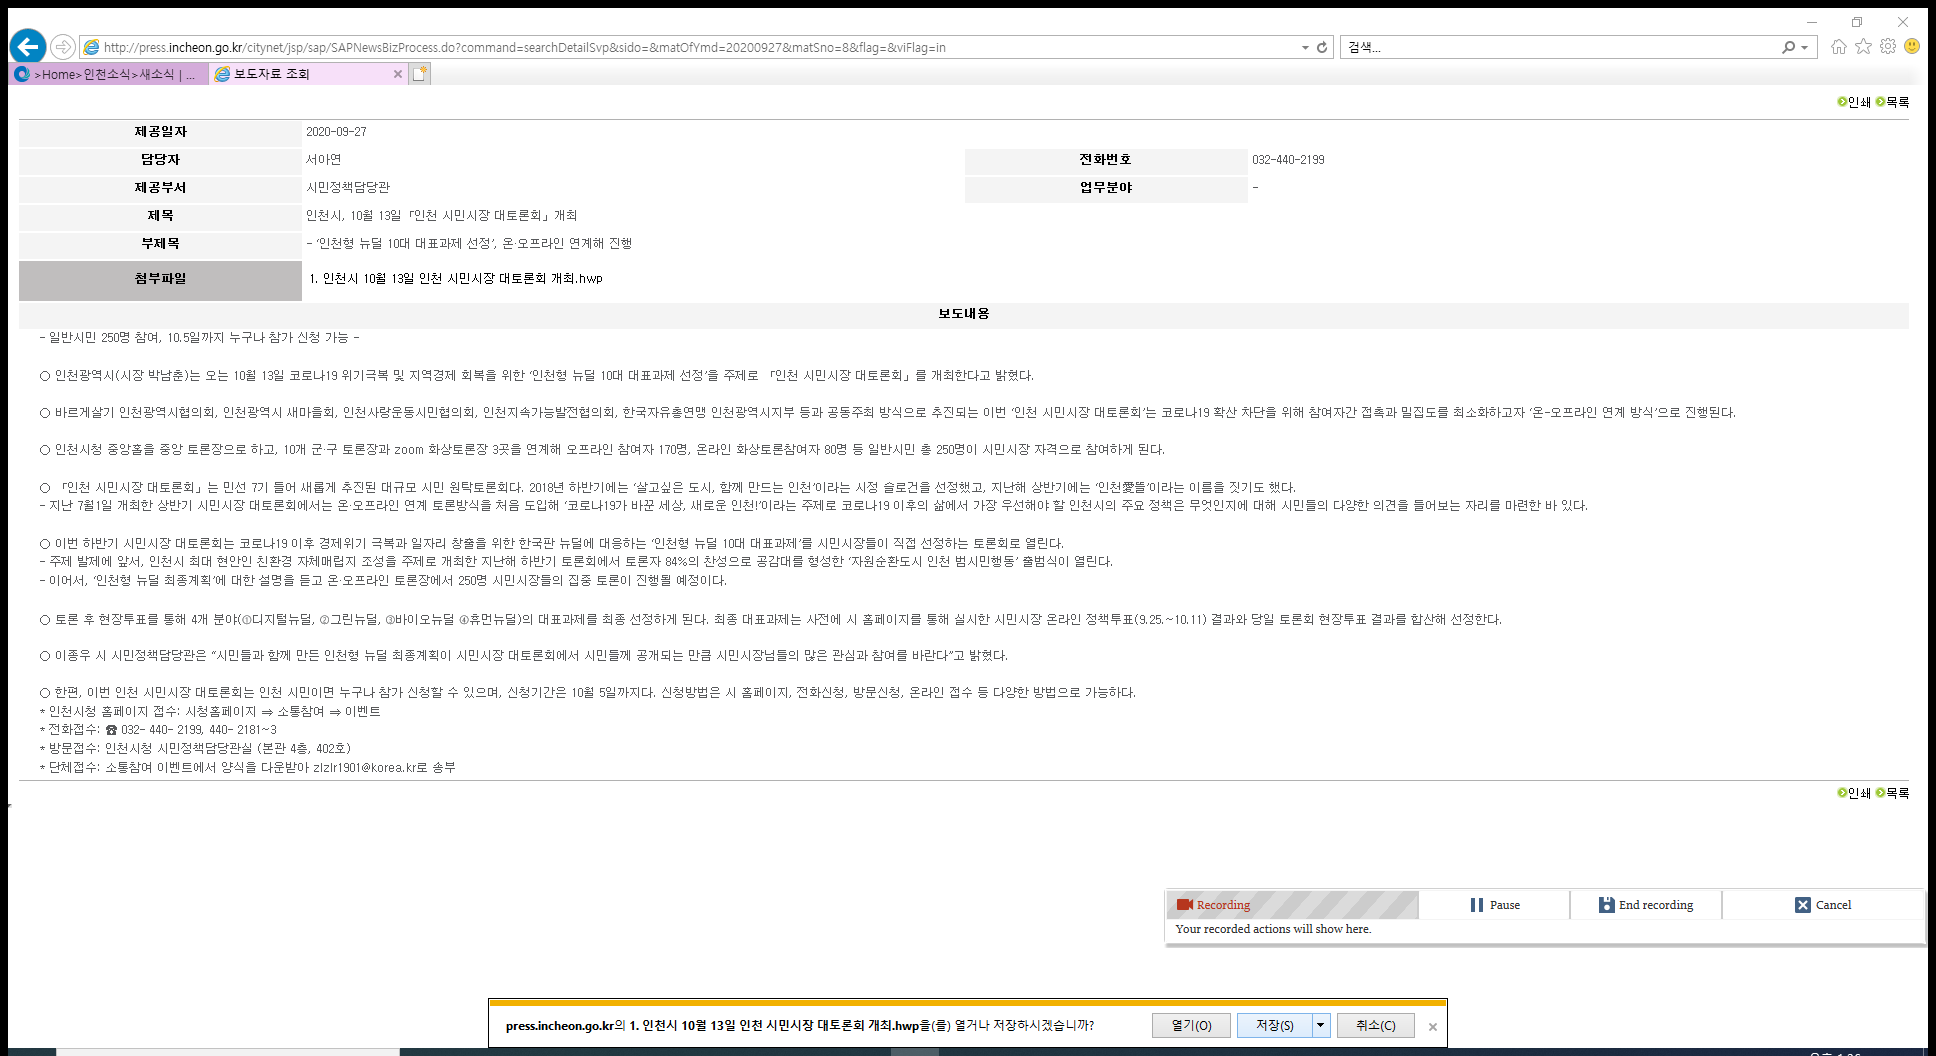 http://press.incheon.go.kr/citynet/jsp/sap/SAPNewsBizProcess.do?command=searchDetailSvp&sido=&matOfYmd=20200927&matSno=8&flag=&viFlag=in
검색...
>Home>인천소식>새소식 | ...
보도자료 조회
인쇄 목록
제공일자 2020-09-27
담당자 서아연 전화번호 032-440-2199
제공부서 시민정책담당관 업무분야 -
제목 인천시, 10월 13일 「인천 시민시장 대토론회」 개최
부제목 - ‘인천형 뉴딜 10대 대표과제 선정’, 온·오프라인 연계해 진행
첨부파일 1. 인천시 10월 13일 인천 시민시장 대토론회 개최.hwp
보도내용
- 일반시민 250명 참여, 10.5일까지 누구나 참가 신청 가능 -
○ 인천광역시(시장 박남춘)는 오는 10월 13일 코로나19 위기극복 및 지역경제 회복을 위한 ‘인천형 뉴딜 10대 대표과제 선정’을 주제로 「인천 시민시장 대토론회」를 개최한다고 밝혔다.
○ 바르게살기 인천광역시협의회, 인천광역시 새마을회, 인천사랑운동시민협의회, 인천지속가능발전협의회, 한국자유총연맹 인천광역시지부 등과 공동주최 방식으로 추진되는 이번 ‘인천 시민시장 대토론회’는 코로나19 확산 차단을 위해 참여자간 접촉과 밀집도를 최소화하고자 ‘온-오프라인 연계 방식’으로 진행된다.
○ 인천시청 중앙홀을 중앙 토론장으로 하고, 10개 군·구 토론장과 zoom 화상토론장 3곳을 연계해 오프라인 참여자 170명, 온라인 화상토론참여자 80명 등 일반시민 총 250명이 시민시장 자격으로 참여하게 된다.
○ 「인천 시민시장 대토론회」는 민선 7기 들어 새롭게 추진된 대규모 시민 원탁토론회다. 2018년 하반기에는 ‘살고싶은 도시, 함께 만드는 인천’이라는 시정 슬로건을 선정했고, 지난해 상반기에는 ‘인천愛뜰’이라는 이름을 짓기도 했다.
- 지난 7월1일 개최한 상반기 시민시장 대토론회에서는 온·오프라인 연계 토론방식을 처음 도입해 ‘코로나19가 바꾼 세상, 새로운 인천!’이라는 주제로 코로나19 이후의 삶에서 가장 우선해야 할 인천시의 주요 정책은 무엇인지에 대해 시민들의 다양한 의견을 들어보는 자리를 마련한 바 있다.
○ 이번 하반기 시민시장 대토론회는 코로나19 이후 경제위기 극복과 일자리 창출을 위한 한국판 뉴딜에 대응하는 ‘인천형 뉴딜 10대 대표과제’를 시민시장들이 직접 선정하는 토론회로 열린다.
- 주제 발제에 앞서, 인천시 최대 현안인 친환경 자체매립지 조성을 주제로 개최한 지난해 하반기 토론회에서 토론자 84%의 찬성으로 공감대를 형성한 ‘자원순환도시 인천 범시민행동’ 출범식이 열린다.
- 이어서, ‘인천형 뉴딜 최종계획’에 대한 설명을 듣고 온·오프라인 토론장에서 250명 시민시장들의 집중 토론이 진행될 예정이다.
○ 토론 후 현장투표를 통해 4개 분야(①디지털뉴딜, ②그린뉴딜, ③바이오뉴딜 ④휴먼뉴딜)의 대표과제를 최종 선정하게 된다. 최종 대표과제는 사전에 시 홈페이지를 통해 실시한 시민시장 온라인 정책투표(9.25.~10.11) 결과와 당일 토론회 현장투표 결과를 합산해 선정한다.
○ 이종우 시 시민정책담당관은 “시민들과 함께 만든 인천형 뉴딜 최종계획이 시민시장 대토론회에서 시민들께 공개되는 만큼 시민시장님들의 많은 관심과 참여를 바란다”고 밝혔다.
○ 한편, 이번 인천 시민시장 대토론회는 인천 시민이면 누구나 참가 신청할 수 있으며, 신청기간은 10월 5일까지다. 신청방법은 시 홈페이지, 전화신청, 방문신청, 온라인 접수 등 다양한 방법으로 가능하다.
* 인천시청 홈페이지 접수: 시청홈페이지 ⇒ 소통참여 ⇒ 이벤트
* 전화접수: ☎ 032- 440- 2199, 440- 2181~3
* 방문접수: 인천시청 시민정책담당관실 (본관 4층, 402호)
* 단체접수: 소통참여 이벤트에서 양식을 다운받아 zizir1901@korea.kr로 송부
인쇄 목록
Recording Pause End recording Cancel
Your recorded actions will show here.
press.incheon.go.kr의 1. 인천시 10월 13일 인천 시민시장 대토론회 개최.hwp을(를) 열거나 저장하시겠습니까? 열기(O) 저장(S) 취소(C)